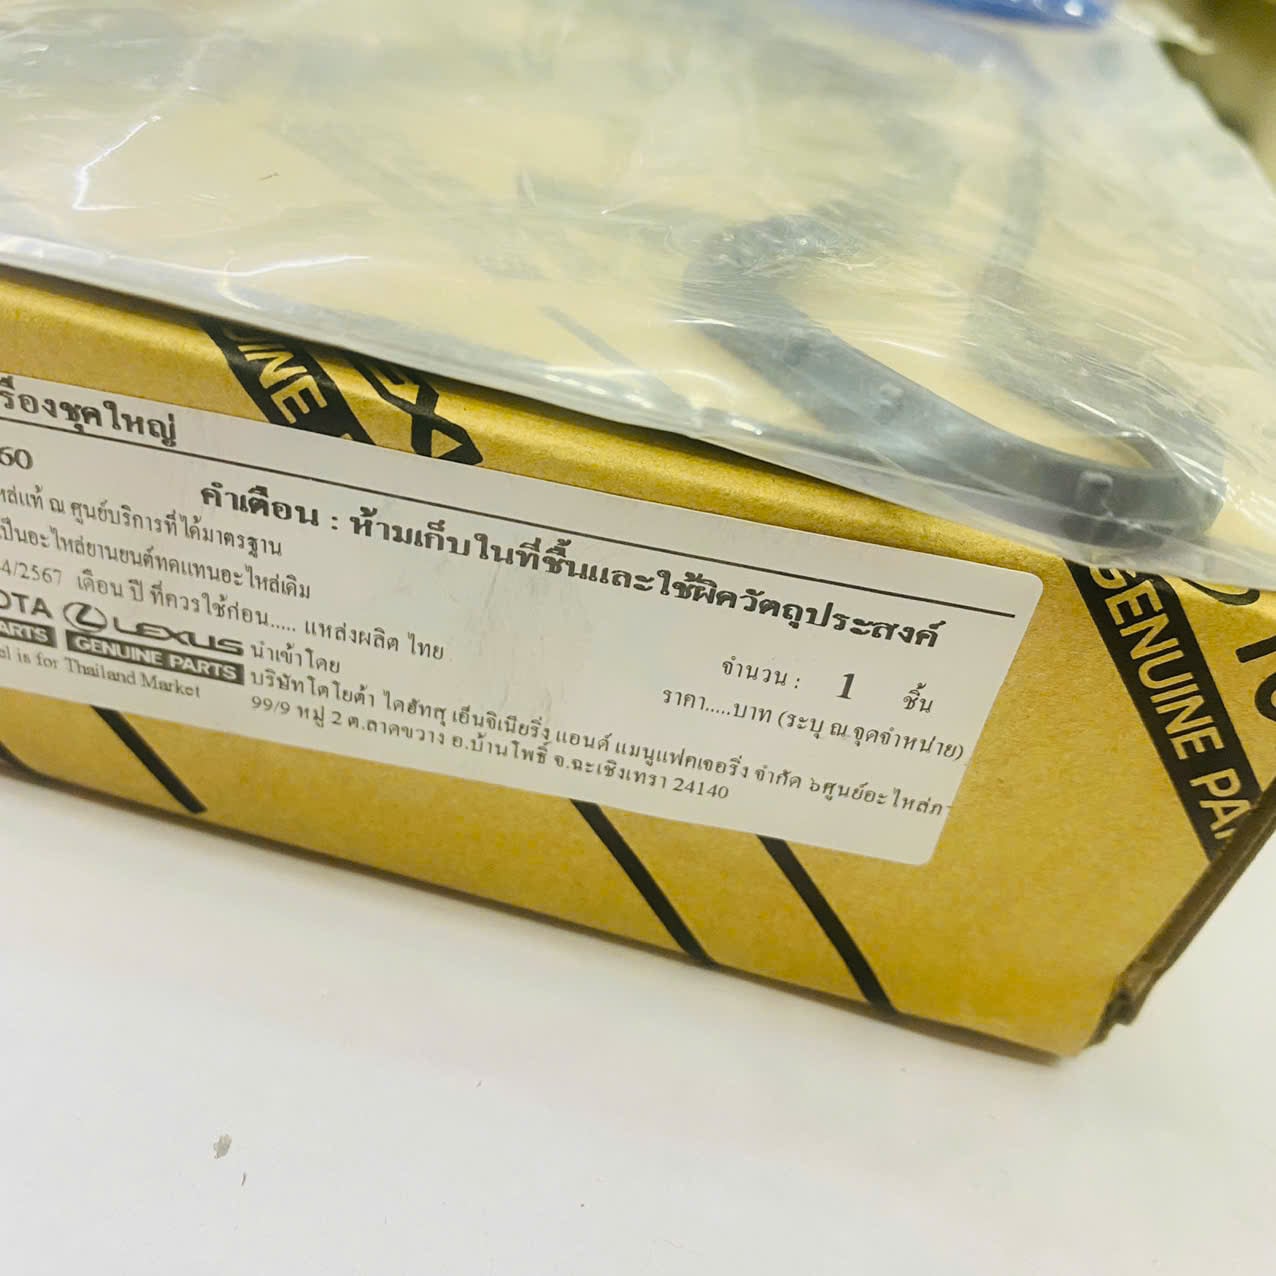 รื่องชุดใหญ่
60
คำเตือน : ห้ามเก็บในที่ชื้นและใช้ผิดวัตถุประสงค์
หล่แท้ ณ ศูนย์บริการที่ได้มาตรฐาน
เป็นอะไหล่ยานยนต์ทดแทนอะไหล่เดิม
4/2567 เดือน ปี ที่ควรใช้ก่อน..... แหล่งผลิต ไทย
จำนวน : 1 ชิ้น
ราคา.....บาท (ระบุ ณ จุดจำหน่าย)
OTA LEXUS
ARTS GENUINE PARTS
el is for Thailand Market
นำเข้าโดย
บริษัทโตโยต้า ไดฮัทสุ เอ็นจิเนียริ่ง แอนด์ แมนูแฟคเจอริ่ง จำกัด ๖ศูนย์อะไหล่ภ
99/9 หมู่ 2 ต.ลาดขวาง อ.บ้านโพธิ์ จ.ฉะเชิงเทรา 24140
GENUINE PA
TO